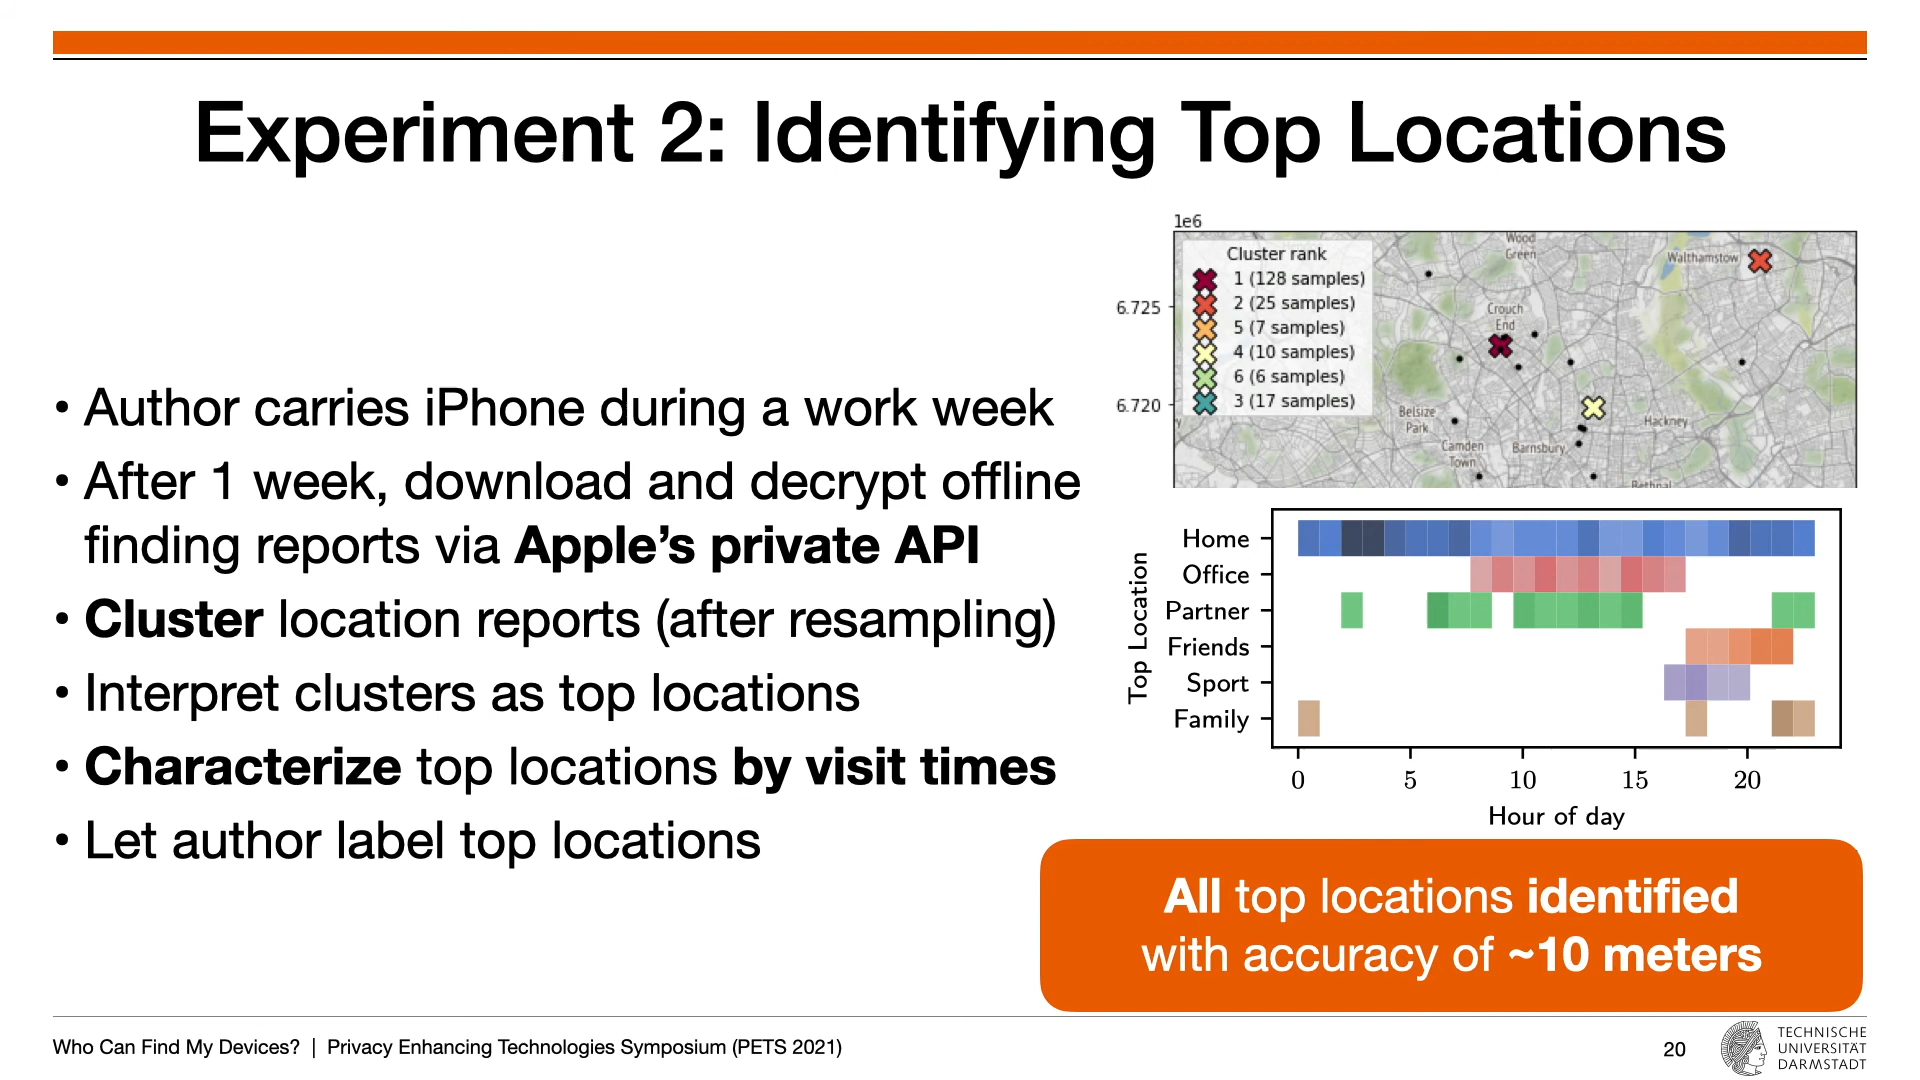 Experiment 2: Identifying Top Locations
• Author carries iPhone during a work week
• After 1 week, download and decrypt offline
finding reports via Apple’s private API
• Cluster location reports (after resampling)
• Interpret clusters as top locations
• Characterize top locations by visit times
• Let author label top locations
1e6
6.725
6.720
Cluster rank
1 (128 samples)
2 (25 samples)
5 (7 samples)
4 (10 samples)
6 (6 samples)
3 (17 samples)
Wood
Green
Walthamstow
Crouch
End
Belsize
Park
Hackney
Camden
Town
Barnsbury
Bethnal
Top Location
Home
Office
Partner
Friends
Sport
Family
0 5 10 15 20
Hour of day
All top locations identified
with accuracy of ~10 meters
Who Can Find My Devices? | Privacy Enhancing Technologies Symposium (PETS 2021)
20
TECHNISCHE
UNIVERSITÄT
DARMSTADT